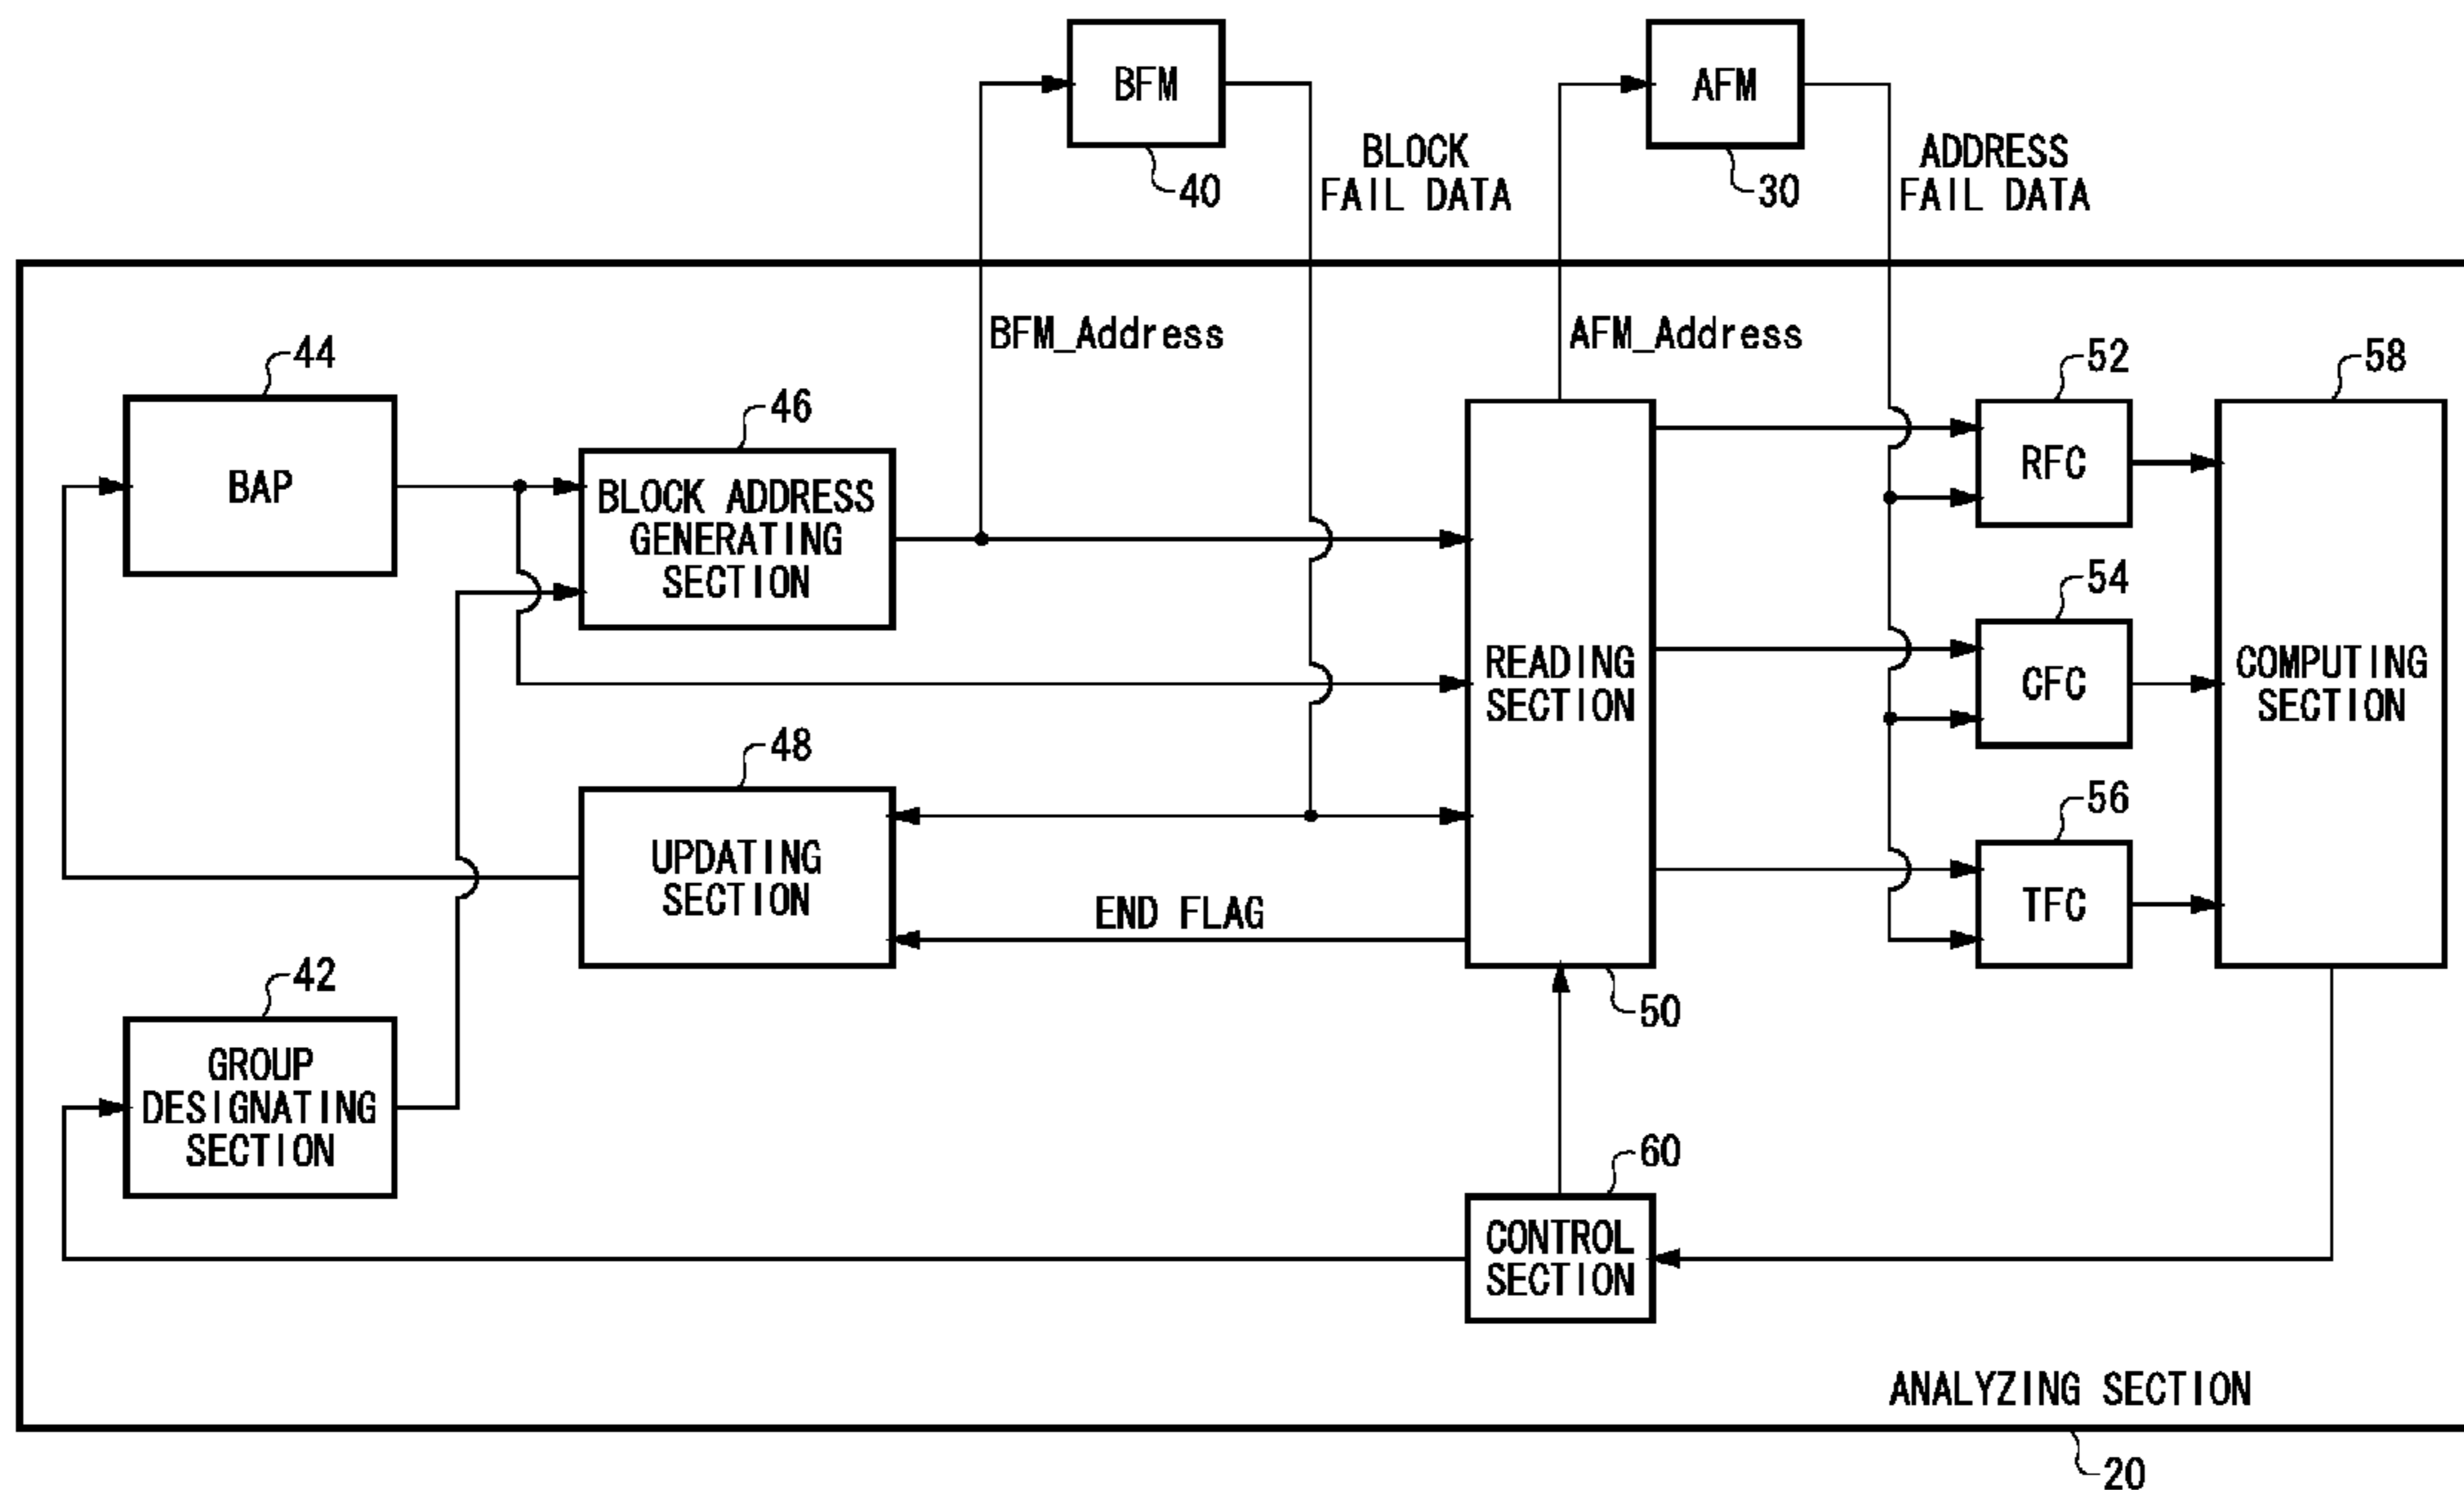 BFM
40
BLOCK
FAIL DATA
AFM
30
ADDRESS
FAIL DATA
BFM_Address
AFM_Address
44
BAP
46
BLOCK ADDRESS
GENERATING
SECTION
52
RFC
58
COMPUTING
SECTION
54
CFC
READING
SECTION
50
48
UPDATING
SECTION
END FLAG
56
TFC
42
GROUP
DESIGNATING
SECTION
60
CONTROL
SECTION
ANALYZING SECTION
20